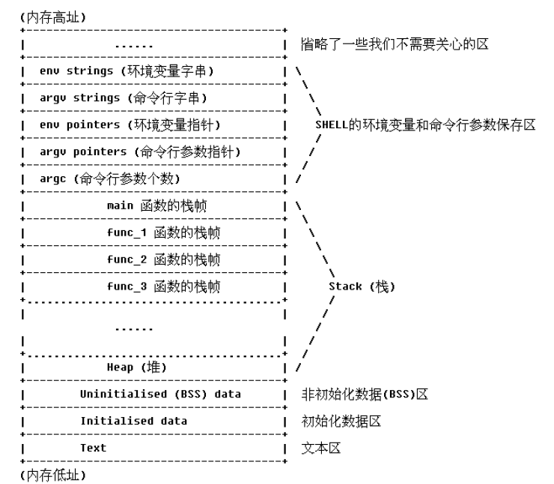 (内存高址)
...... 省略了一些我们不需要关心的区
env strings (环境变量字串)
argv strings (命令行字串)
env pointers (环境变量指针) SHELL的环境变量和命令行参数保存区
argv pointers (命令行参数指针)
argc (命令行参数个数)
main 函数的栈帧
func_1 函数的栈帧
func_2 函数的栈帧
func_3 函数的栈帧 Stack (栈)
......
Heap (堆)
Uninitialised (BSS) data 非初始化数据(BSS)区
Initialised data 初始化数据区
Text 文本区
(内存低址)